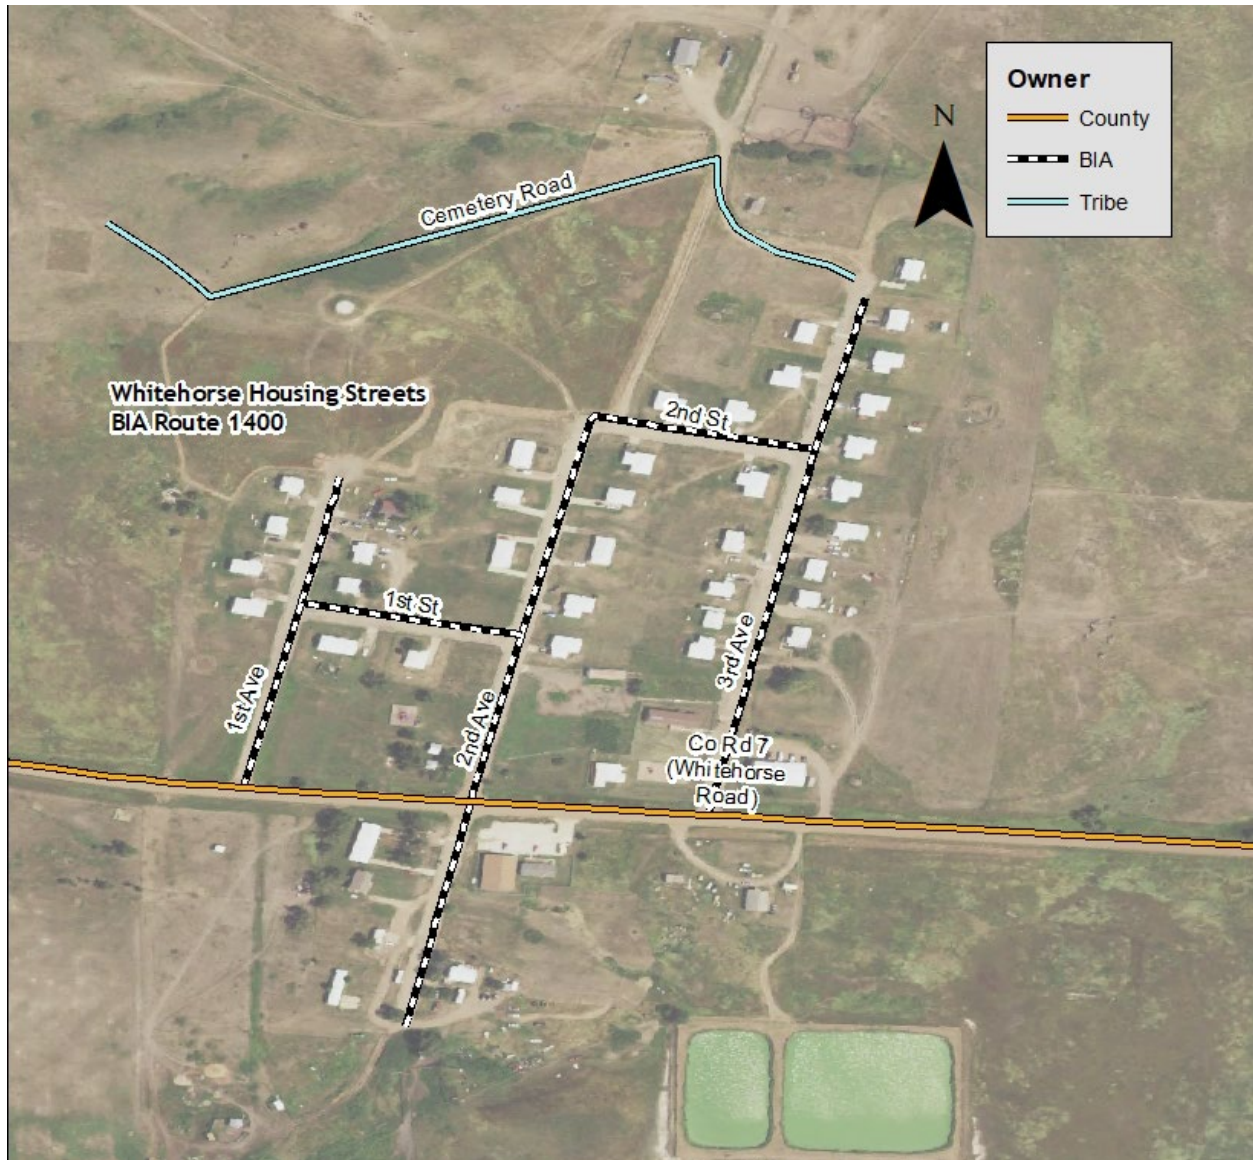 Owner
County
BIA
Tribe
N
Cemetery Road
Whitehorse Housing Streets
BIA Route 1400
2nd St
1st St
1st Ave
2nd Ave
3rd Ave
Co Rd 7
(Whitehorse
Road)